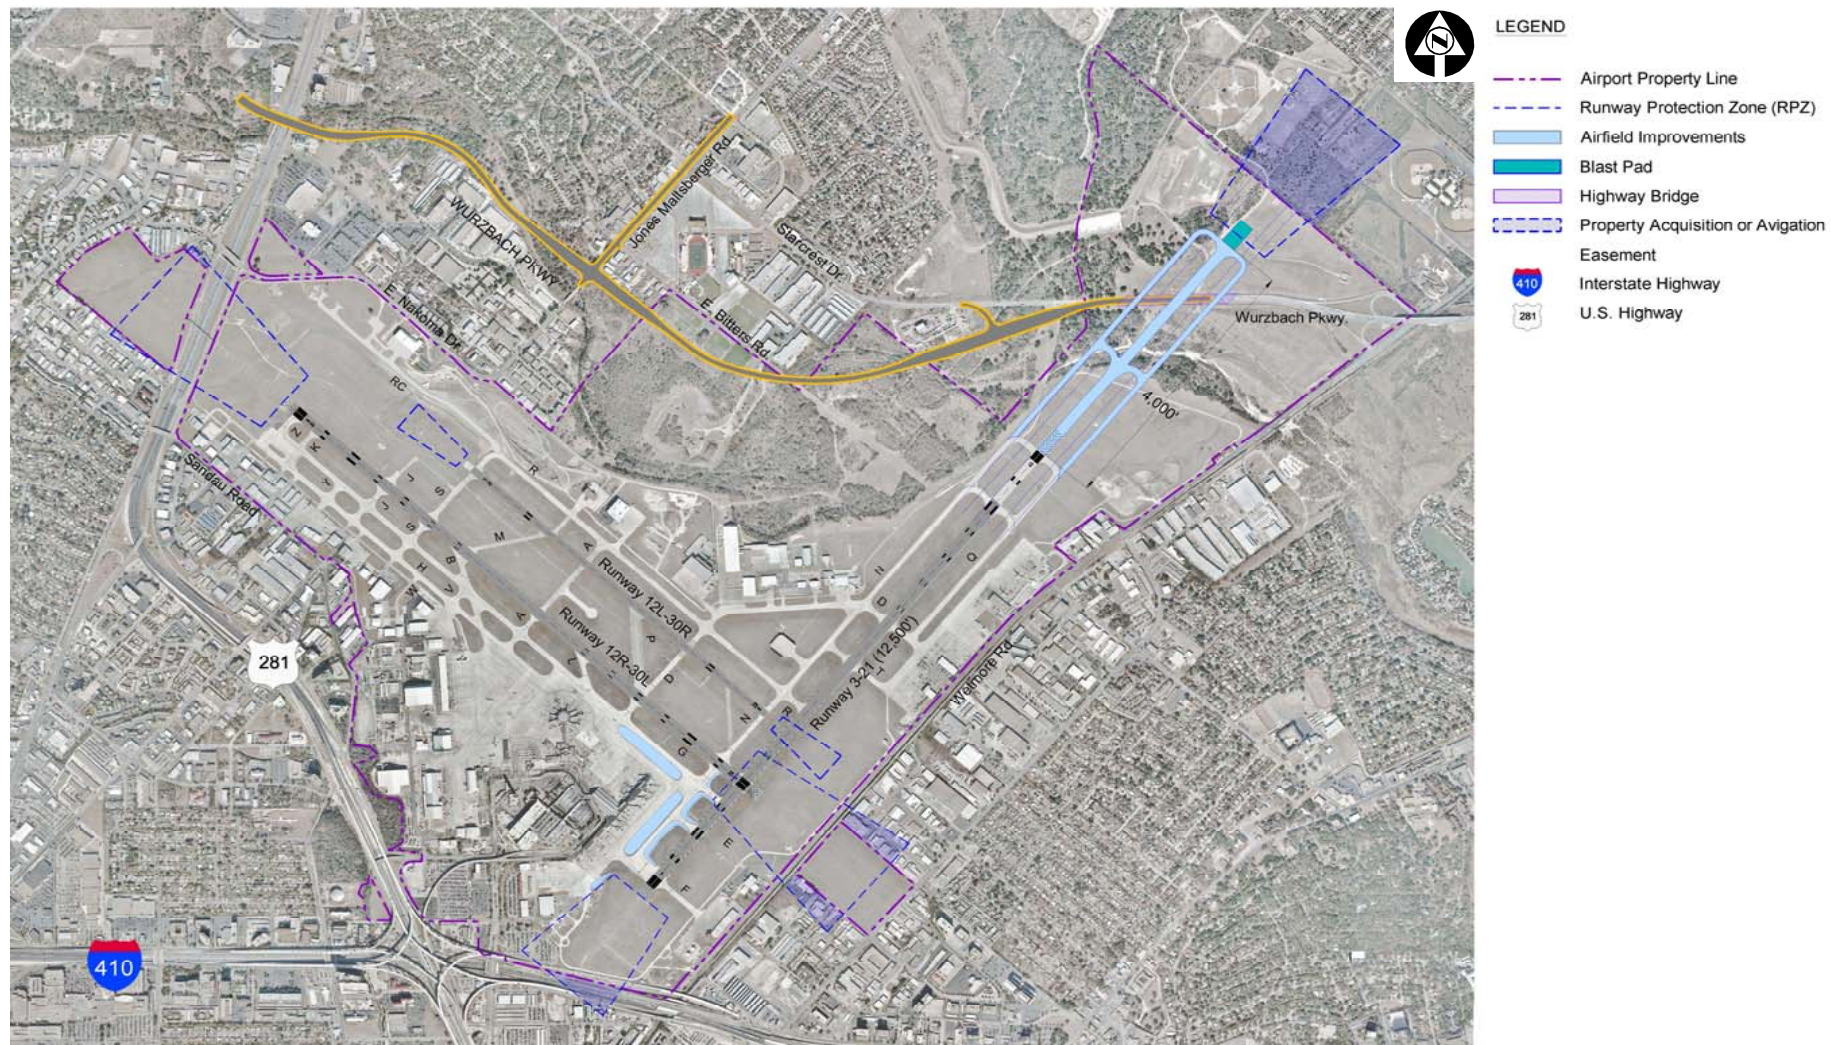 N
LEGEND
Airport Property Line
Runway Protection Zone (RPZ)
Airfield Improvements
Blast Pad
Highway Bridge
Property Acquisition or Avigation
Easement
410
Interstate Highway
281
U.S. Highway
WURZBACH PKWY
Jones Maltsberger Rd
Starcrest Dr
E. Nakoma Dr
E. Bitters Rd
Wurzbach Pkwy.
4,000'
RC
Sandau Road
N
K
Y
J
S
J
S
R
M
A
B
H
V
W
A
Runway 12L-30R
Runway 12R-30L
P
D
L
N
D
Q
Runway 3-21 (12,500')
Wetmore Rd
N
R
G
E
F
281
410